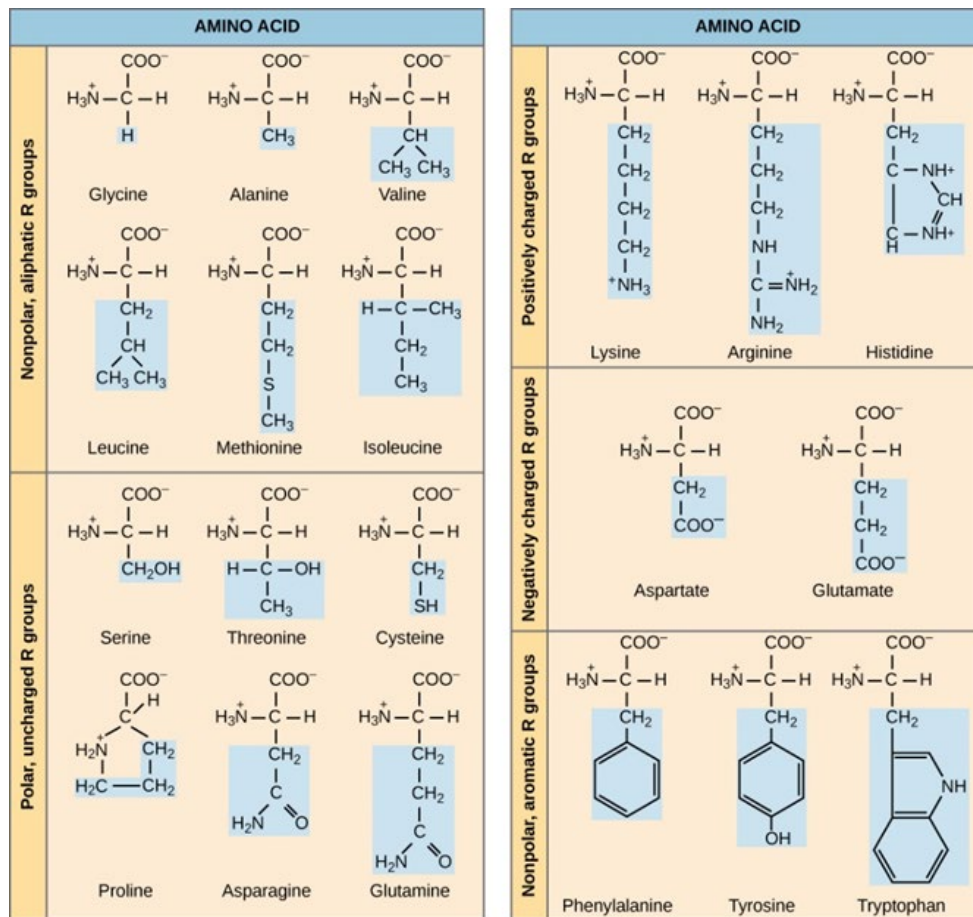 AMINO ACID
Nonpolar, aliphatic R groups
COO⁻ COO⁻ COO⁻
H₃N⁺ C H H₃N⁺ C H H₃N⁺ C H
H CH₃ CH
CH₃ CH₃
Glycine Alanine Valine
COO⁻ COO⁻ COO⁻
H₃N⁺ C H H₃N⁺ C H H₃N⁺ C H
CH₂ CH₂ H C CH₃
CH CH₂ CH₂
CH₃ CH₃ S CH₃
CH₃
Leucine Methionine Isoleucine
Polar, uncharged R groups
COO⁻ COO⁻ COO⁻
H₃N⁺ C H H₃N⁺ C H H₃N⁺ C H
CH₂OH H C OH CH₂
CH₃ SH
Serine Threonine Cysteine
COO⁻ COO⁻ COO⁻
C H H₃N⁺ C H H₃N⁺ C H
H₂N⁺ CH₂ CH₂ CH₂
H₂C CH₂ C CH₂
H₂N O C
H₂N O
Proline Asparagine Glutamine
AMINO ACID
Positively charged R groups
COO⁻ COO⁻ COO⁻
H₃N⁺ C H H₃N⁺ C H H₃N⁺ C H
CH₂ CH₂ CH₂
CH₂ CH₂ C NH+
CH₂ CH₂ CH
CH₂ NH C NH+
H
⁺NH₃ C NH₂⁺
NH₂
Lysine Arginine Histidine
Negatively charged R groups
COO⁻ COO⁻
H₃N⁺ C H H₃N⁺ C H
CH₂ CH₂
COO⁻ CH₂
COO⁻
Aspartate Glutamate
Nonpolar, aromatic R groups
COO⁻ COO⁻ COO⁻
H₃N⁺ C H H₃N⁺ C H H₃N⁺ C H
CH₂ CH₂ CH₂
NH
OH
Phenylalanine Tyrosine Tryptophan